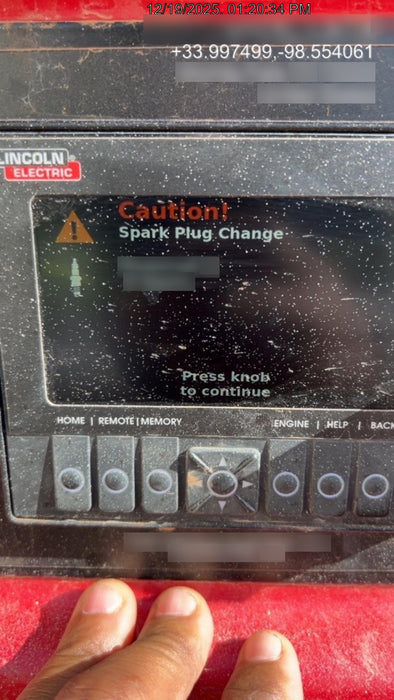 12/19/2025, 01:20:34 PM
+33.997499,-98.554061
LINCOLN®
ELECTRIC
Caution!
Spark Plug Change
Press knob
to continue
HOME | REMOTE | MEMORY
ENGINE | HELP | BACK